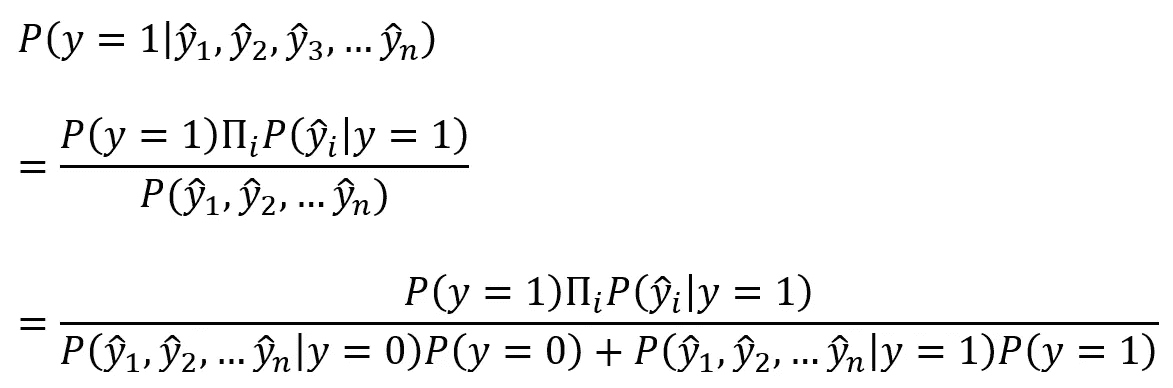 P(y = 1|ŷ₁, ŷ₂, ŷ₃, … ŷₙ)
= P(y = 1)Πᵢ P(ŷᵢ|y = 1) / P(ŷ₁, ŷ₂, … ŷₙ)
= P(y = 1)Πᵢ P(ŷᵢ|y = 1) / P(ŷ₁, ŷ₂, … ŷₙ|y = 0)P(y = 0) + P(ŷ₁, ŷ₂, … ŷₙ|y = 1)P(y = 1)